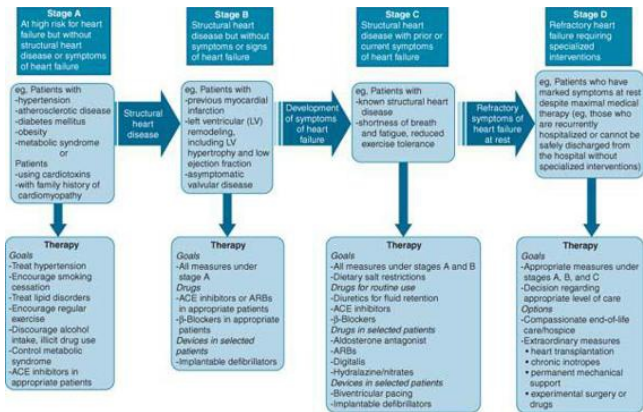 Stage A
At high risk for heart
failure but without
structural heart
disease or symptoms
of heart failure
Stage B
Structural heart
disease but without
symptoms or signs
of heart failure
Stage C
Structural heart
disease with prior or
current symptoms
of heart failure
Stage D
Refractory heart
failure requiring
specialized
interventions
eg, Patients with
-hypertension
-atherosclerotic disease
-diabetes mellitus
-obesity
-metabolic syndrome
or
Patients
-using cardiotoxins
-with family history of
cardiomyopathy
Structural
heart
disease
eg, Patients with
-previous myocardial
infarction
-left ventricular (LV)
remodeling,
including LV
hypertrophy and low
ejection fraction
-asymptomatic
valvular disease
Development
of symptoms
of heart
failure
eg, Patients with
-known structural heart
disease
-shortness of breath
and fatigue, reduced
exercise tolerance
Refractory
symptoms
of heart failure
at rest
eg, Patients who have
marked symptoms at rest
despite maximal medical
therapy (eg, those who
are recurrently
hospitalized or cannot be
safely discharged from
the hospital without
specialized interventions)
Therapy
Goals
-Treat hypertension
-Encourage smoking
cessation
-Treat lipid disorders
-Encourage regular
exercise
-Discourage alcohol
intake, illicit drug use
-Control metabolic
syndrome
-ACE inhibitors in
appropriate patients
Therapy
Goals
-All measures under
stage A
Drugs
-ACE inhibitors or ARBs
in appropriate patients
-β-Blockers in appropriate
patients
Devices in selected
patients
-Implantable defibrillators
Therapy
Goals
-All measures under stages A and B
-Dietary salt restrictions
Drugs for routine use
-Diuretics for fluid retention
-ACE inhibitors
-β-Blockers
Drugs in selected patients
-Aldosterone antagonist
-ARBs
-Digitalis
-Hydralazine/nitrates
Devices in selected patients
-Biventricular pacing
-Implantable defibrillators
Therapy
Goals
-Appropriate measures under
stages A, B, and C
-Decision regarding
appropriate level of care
Options
-Compassionate end-of-life
care/hospice
-Extraordinary measures
• heart transplantation
• chronic inotropes
• permanent mechanical
support
• experimental surgery or
drugs